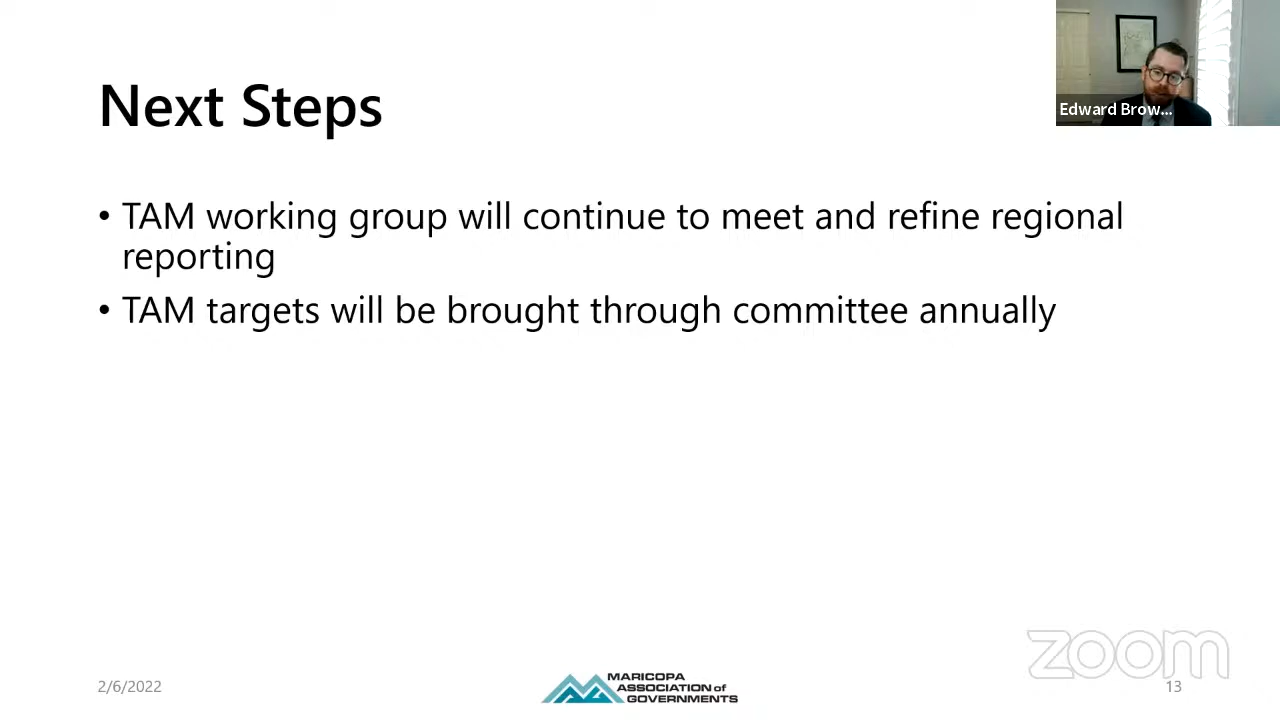 Next Steps
Edward Brow...
• TAM working group will continue to meet and refine regional
reporting
• TAM targets will be brought through committee annually
zoom
2/6/2022
MARICOPA
ASSOCIATION of
GOVERNMENTS
13